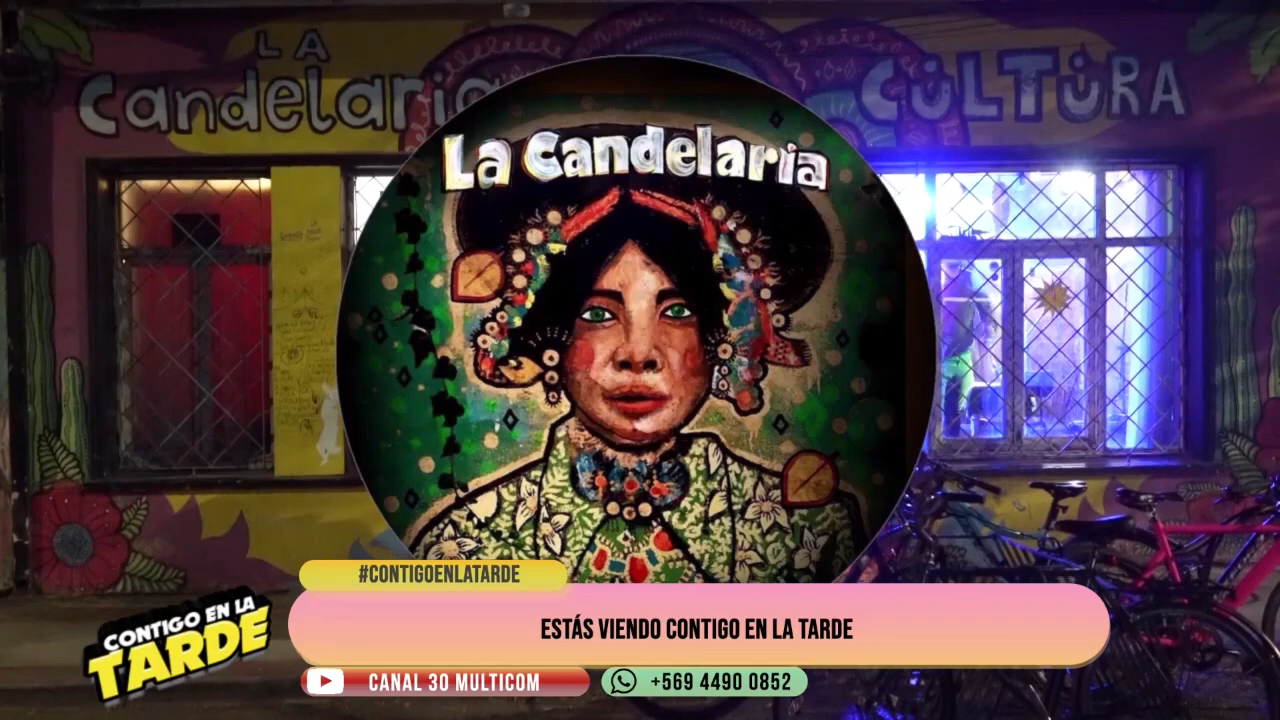 LA
Candelaria
CULTURA
La Candelaria
#CONTIGOENLATARDE
CONTIGO EN LA
TARDE
ESTÁS VIENDO CONTIGO EN LA TARDE
CANAL 30 MULTICOM
+569 4490 0852